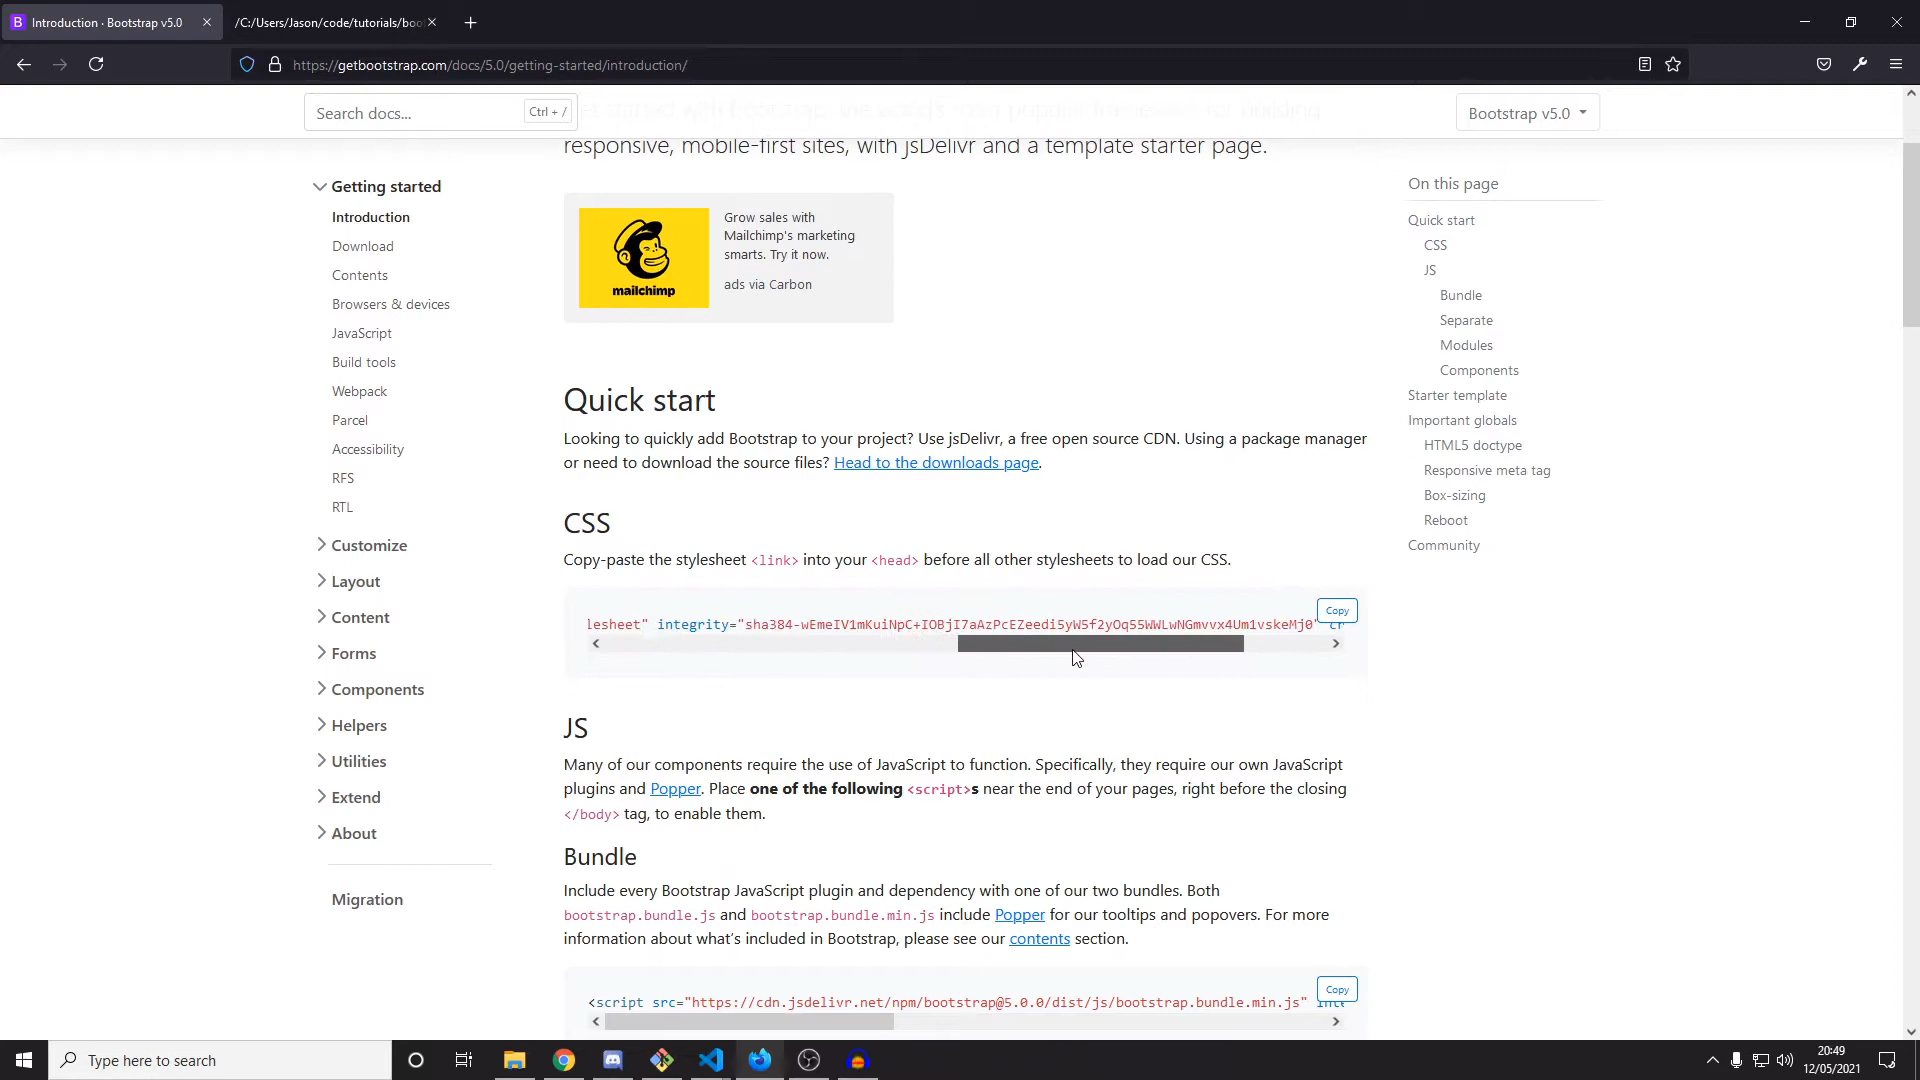 Introduction · Bootstrap v5.0
/C:/Users/Jason/code/tutorials/boo
https://getbootstrap.com/docs/5.0/getting-started/introduction/
Search docs...
Ctrl + /
Bootstrap v5.0
get started with Bootstrap, the world's most popular framework for building
responsive, mobile-first sites, with jsDelivr and a template starter page.
Getting started
Introduction
Download
Contents
Browsers & devices
JavaScript
Build tools
Webpack
Parcel
Accessibility
RFS
RTL
Customize
Layout
Content
Forms
Components
Helpers
Utilities
Extend
About
Migration
mailchimp
Grow sales with
Mailchimp's marketing
smarts. Try it now.
ads via Carbon
Quick start
Looking to quickly add Bootstrap to your project? Use jsDelivr, a free open source CDN. Using a package manager
or need to download the source files? Head to the downloads page.
CSS
Copy-paste the stylesheet <link> into your <head> before all other stylesheets to load our CSS.
Copy
lesheet" integrity="sha384-wEmeIV1mKuiNpC+IOBjI7aAzPcEZeedi5yW5f2yOq55WWLwNGmvvx4Um1vskeMj0" cr
JS
Many of our components require the use of JavaScript to function. Specifically, they require our own JavaScript
plugins and Popper. Place one of the following <script>s near the end of your pages, right before the closing
</body> tag, to enable them.
Bundle
Include every Bootstrap JavaScript plugin and dependency with one of our two bundles. Both
bootstrap.bundle.js and bootstrap.bundle.min.js include Popper for our tooltips and popovers. For more
information about what's included in Bootstrap, please see our contents section.
Copy
<script src="https://cdn.jsdelivr.net/npm/bootstrap@5.0.0/dist/js/bootstrap.bundle.min.js" inte
On this page
Quick start
CSS
JS
Bundle
Separate
Modules
Components
Starter template
Important globals
HTML5 doctype
Responsive meta tag
Box-sizing
Reboot
Community
Type here to search
20:49
12/05/2021